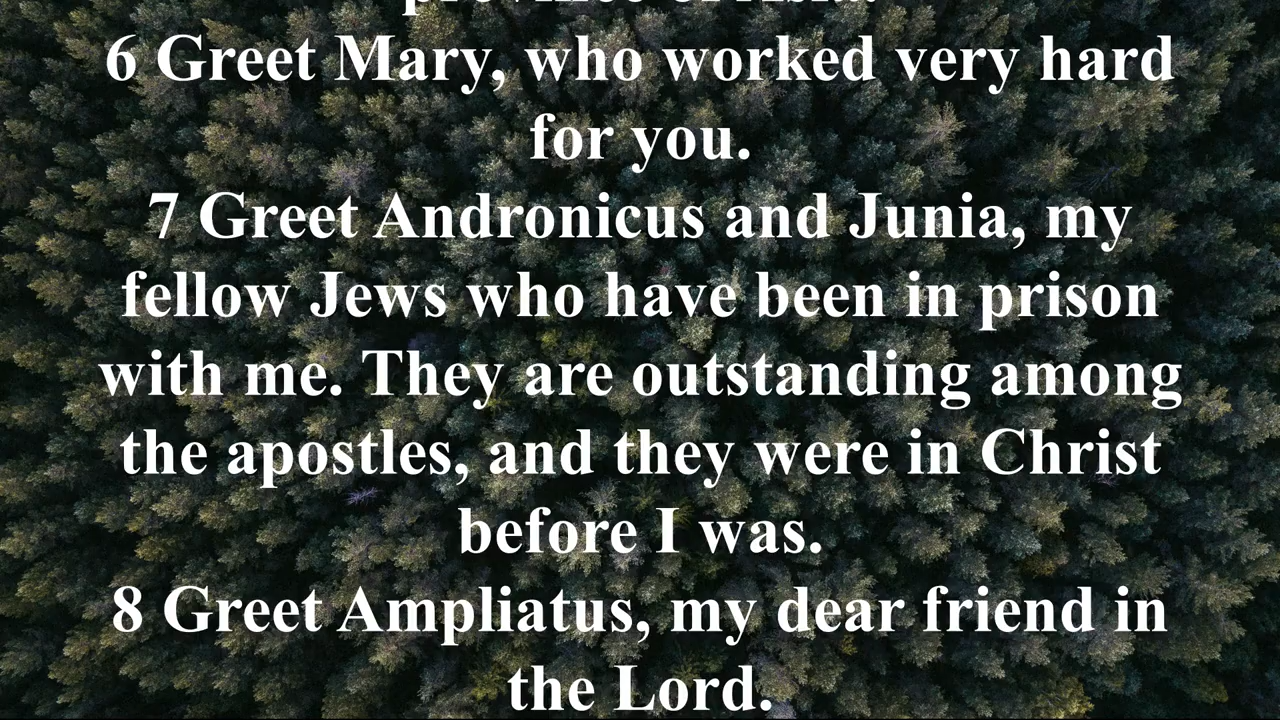 6 Greet Mary, who worked very hard
for you.
7 Greet Andronicus and Junia, my
fellow Jews who have been in prison
with me. They are outstanding among
the apostles, and they were in Christ
before I was.
8 Greet Ampliatus, my dear friend in
the Lord.